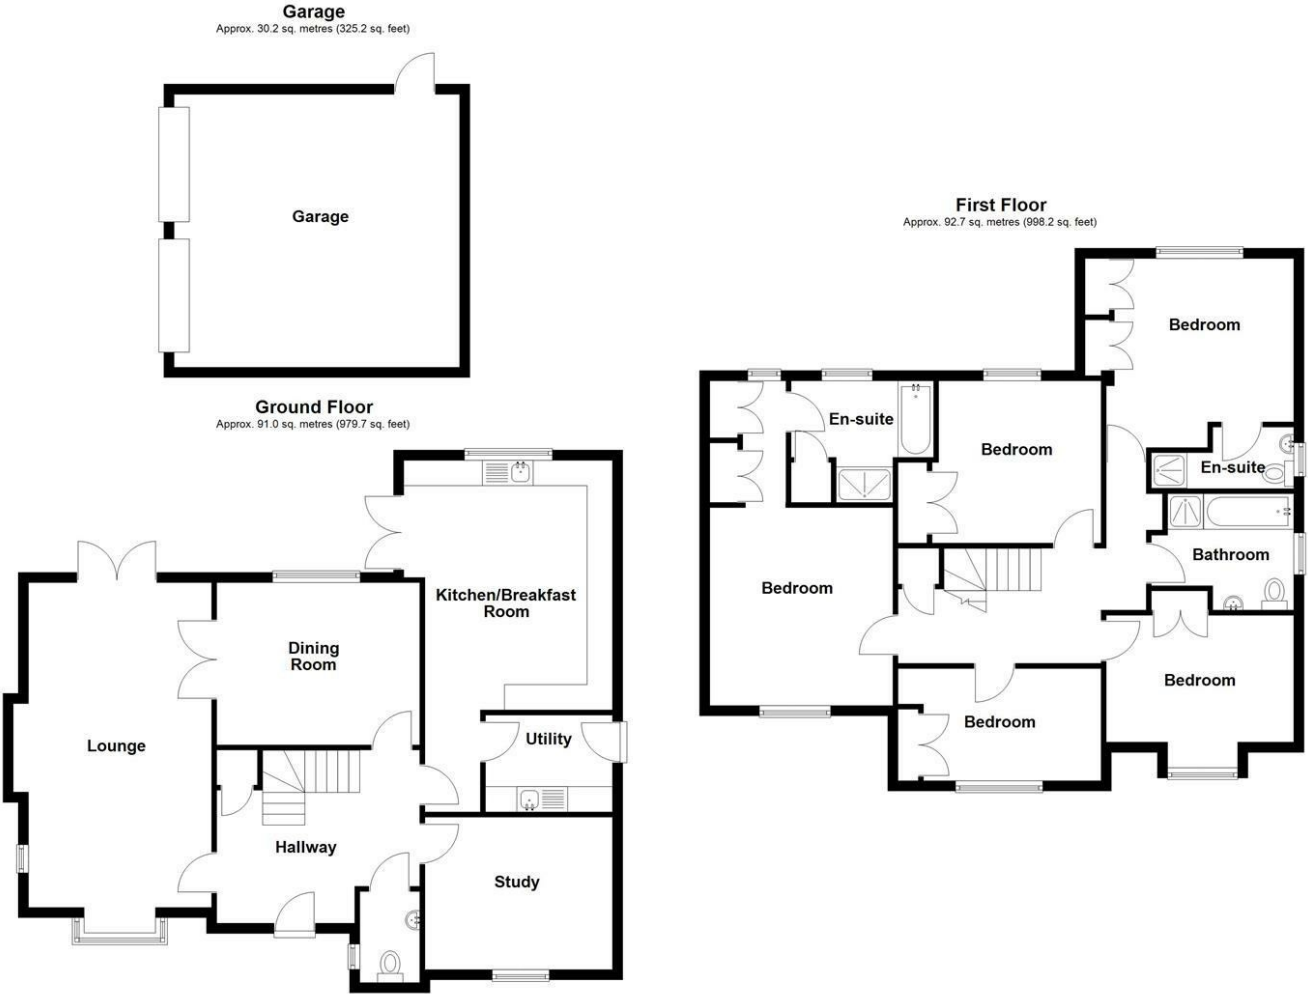 Garage
Approx. 30.2 sq. metres (325.2 sq. feet)
Garage
Ground Floor
Approx. 91.0 sq. metres (979.7 sq. feet)
Kitchen/Breakfast
Room
Dining
Room
Lounge
Utility
Hallway
Study
First Floor
Approx. 92.7 sq. metres (998.2 sq. feet)
Bedroom
En-suite
Bedroom
En-suite
Bathroom
Bedroom
Bedroom
Bedroom